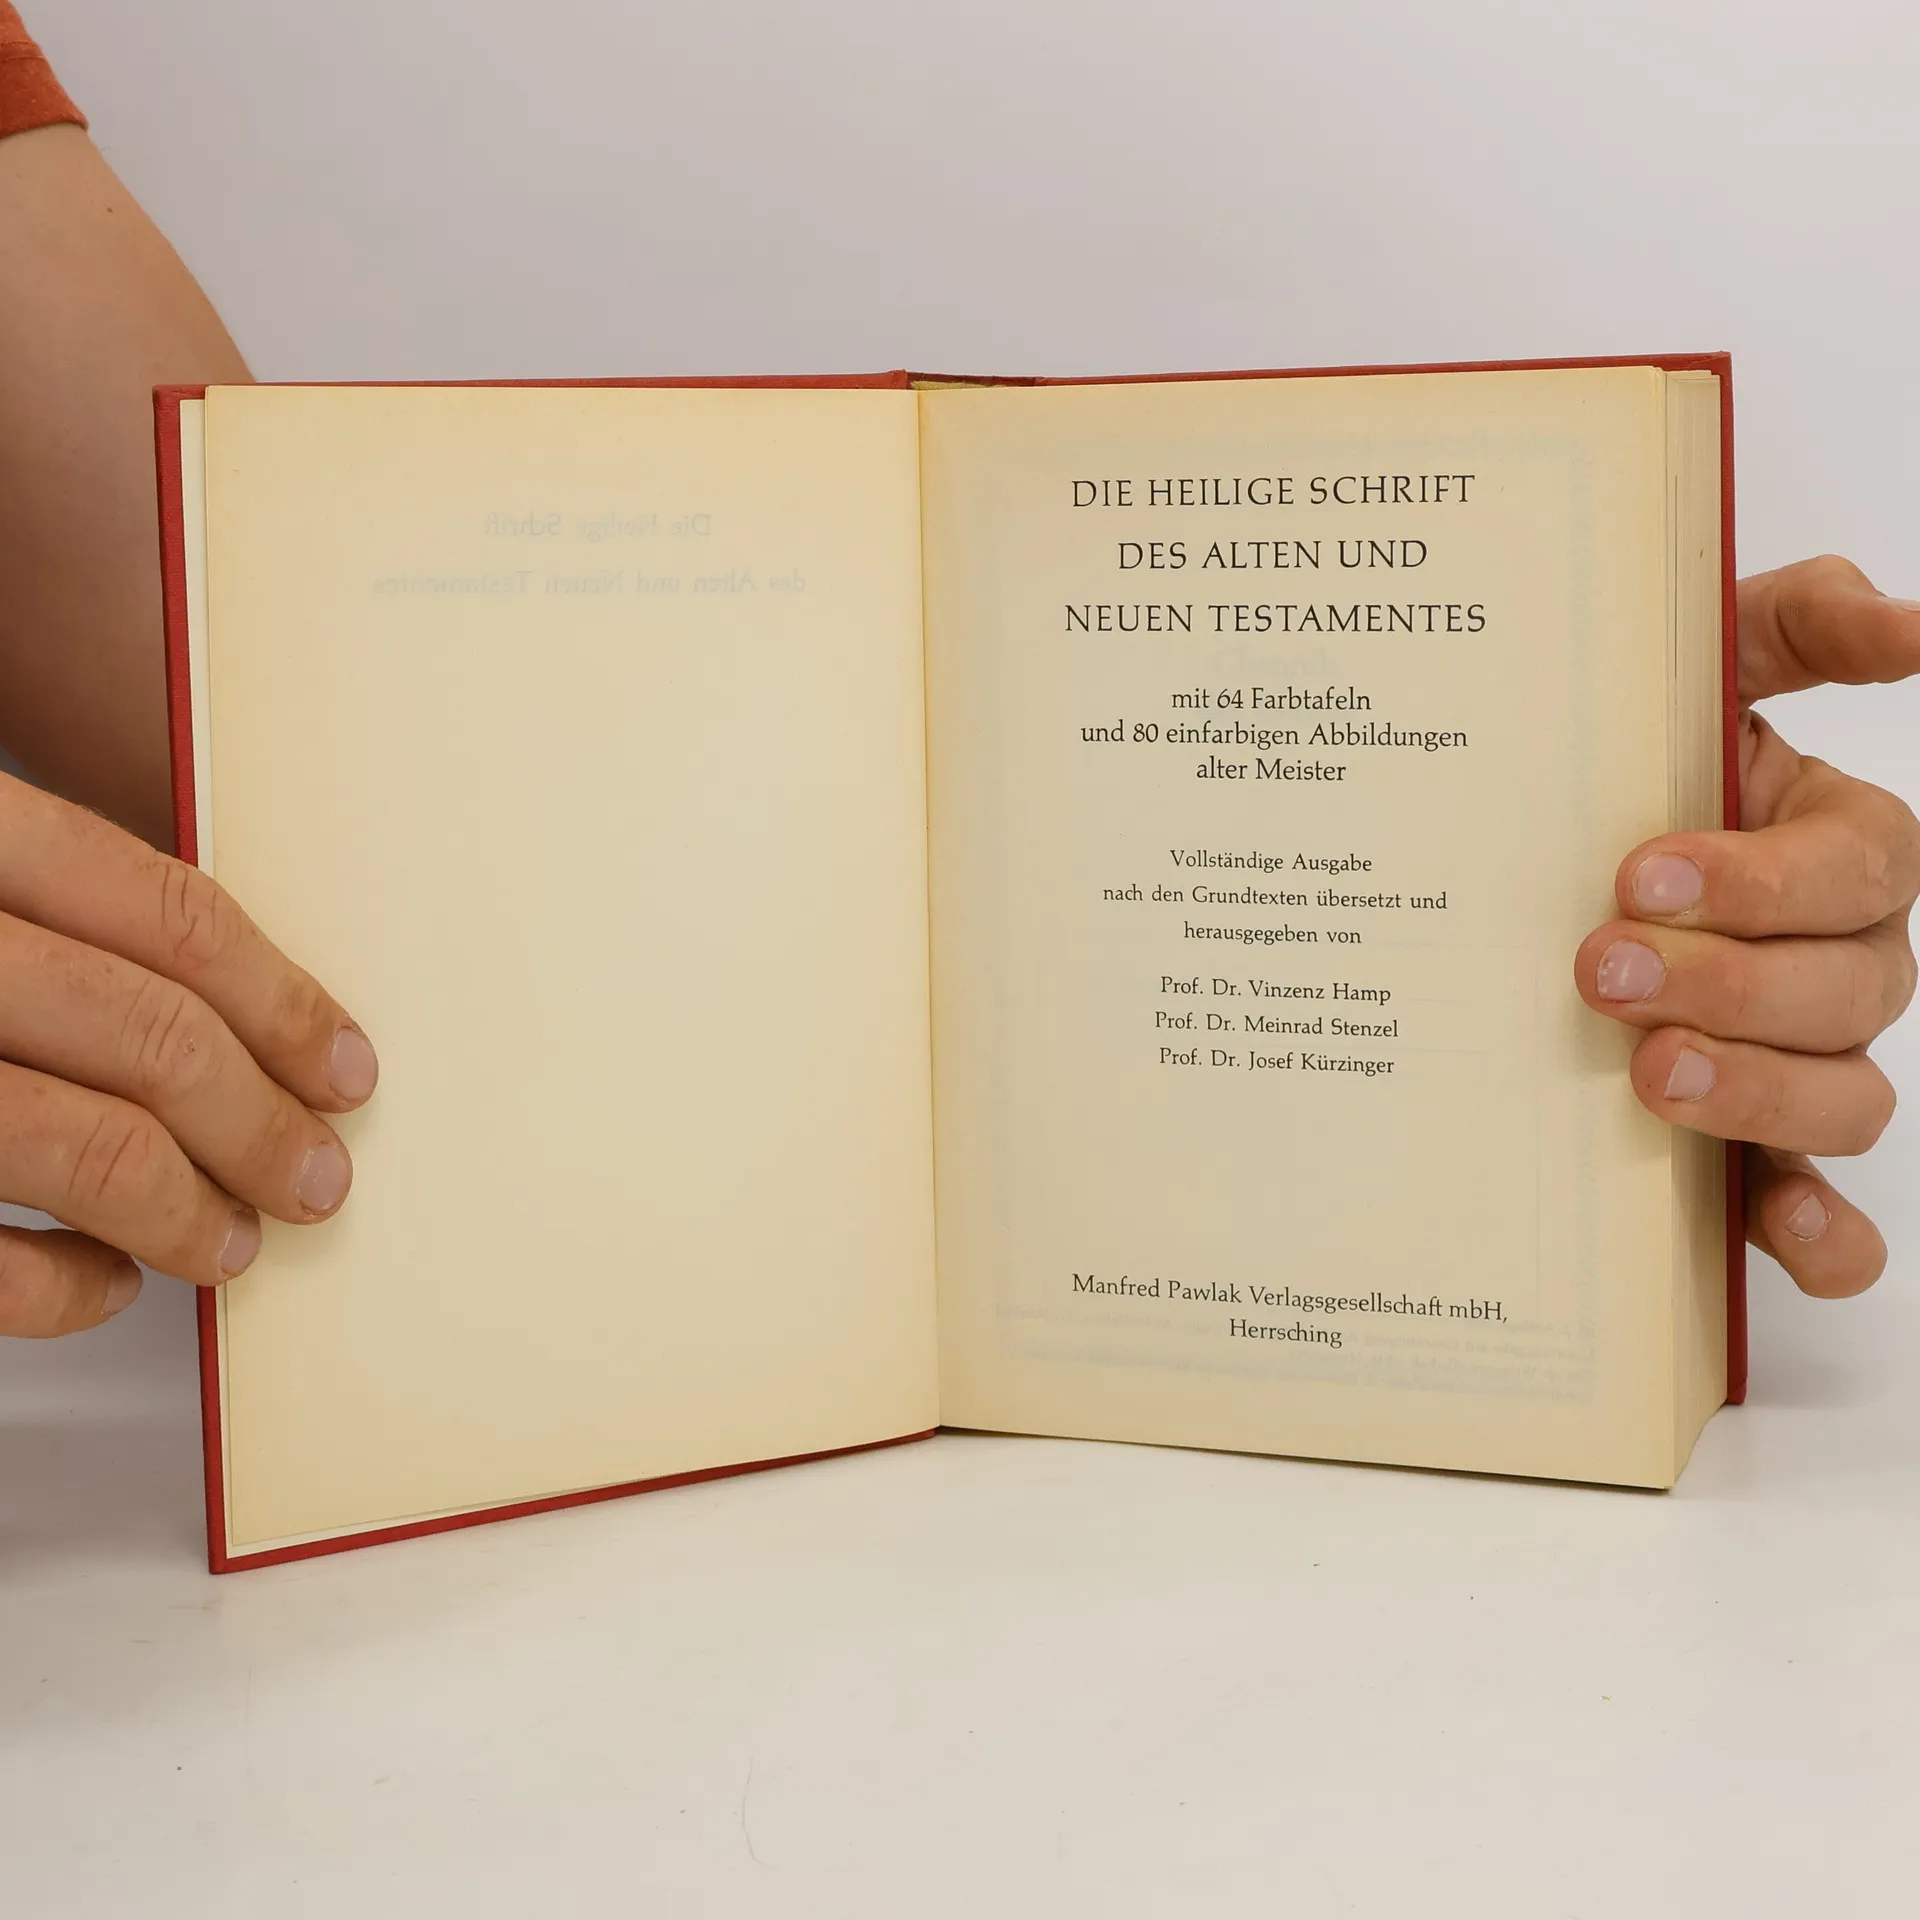 DIE HEILIGE SCHRIFT
DES ALTEN UND
NEUEN TESTAMENTES
mit 64 Farbtafeln
und 80 einfarbigen Abbildungen
alter Meister
Vollständige Ausgabe
nach den Grundtexten übersetzt und
herausgegeben von
Prof. Dr. Vinzenz Hamp
Prof. Dr. Meinrad Stenzel
Prof. Dr. Josef Kürzinger
Manfred Pawlak Verlagsgesellschaft mbH,
Herrsching